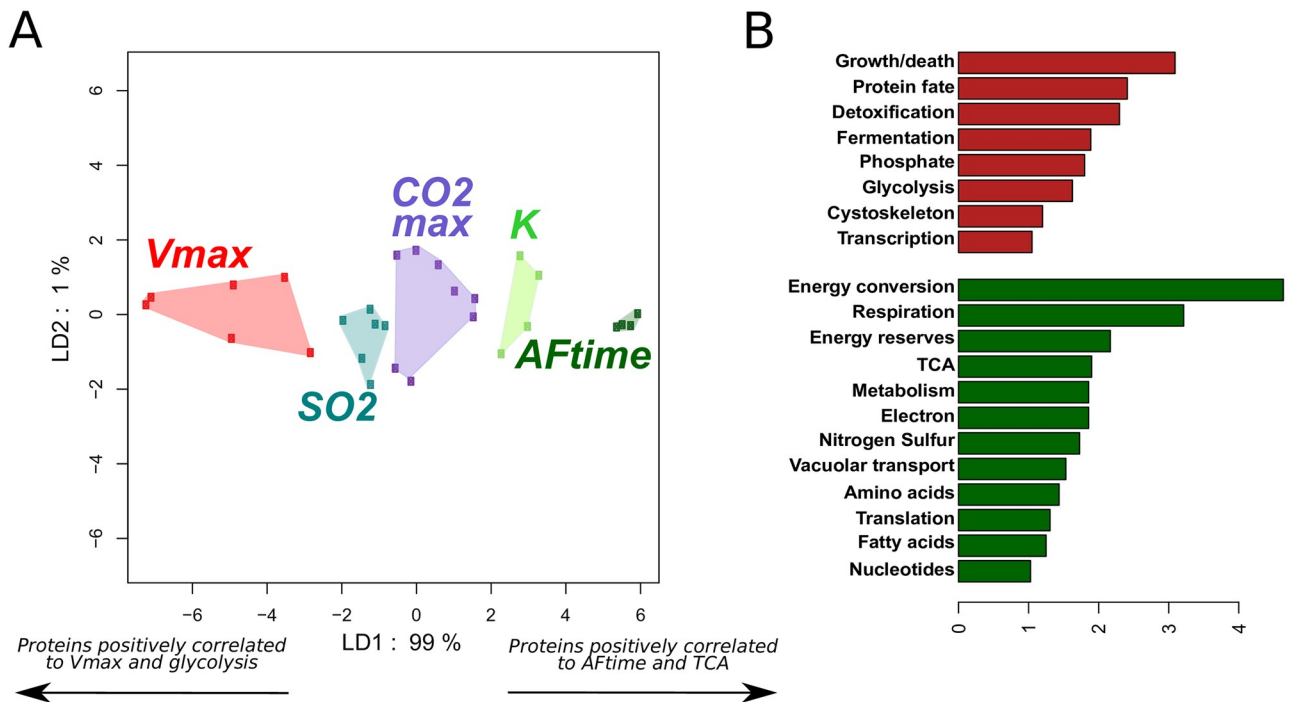 A
6
4
2
0
−2
−4
−6
LD2 : 1 %
Vmax
SO2
CO2
max
K
AFtime
−6 −4 −2 0 2 4 6
LD1 : 99 %
Proteins positively correlated
to Vmax and glycolysis
Proteins positively correlated
to AFtime and TCA
B
Growth/death
Protein fate
Detoxification
Fermentation
Phosphate
Glycolysis
Cystoskeleton
Transcription
Energy conversion
Respiration
Energy reserves
TCA
Metabolism
Electron
Nitrogen Sulfur
Vacuolar transport
Amino acids
Translation
Fatty acids
Nucleotides
0 1 2 3 4